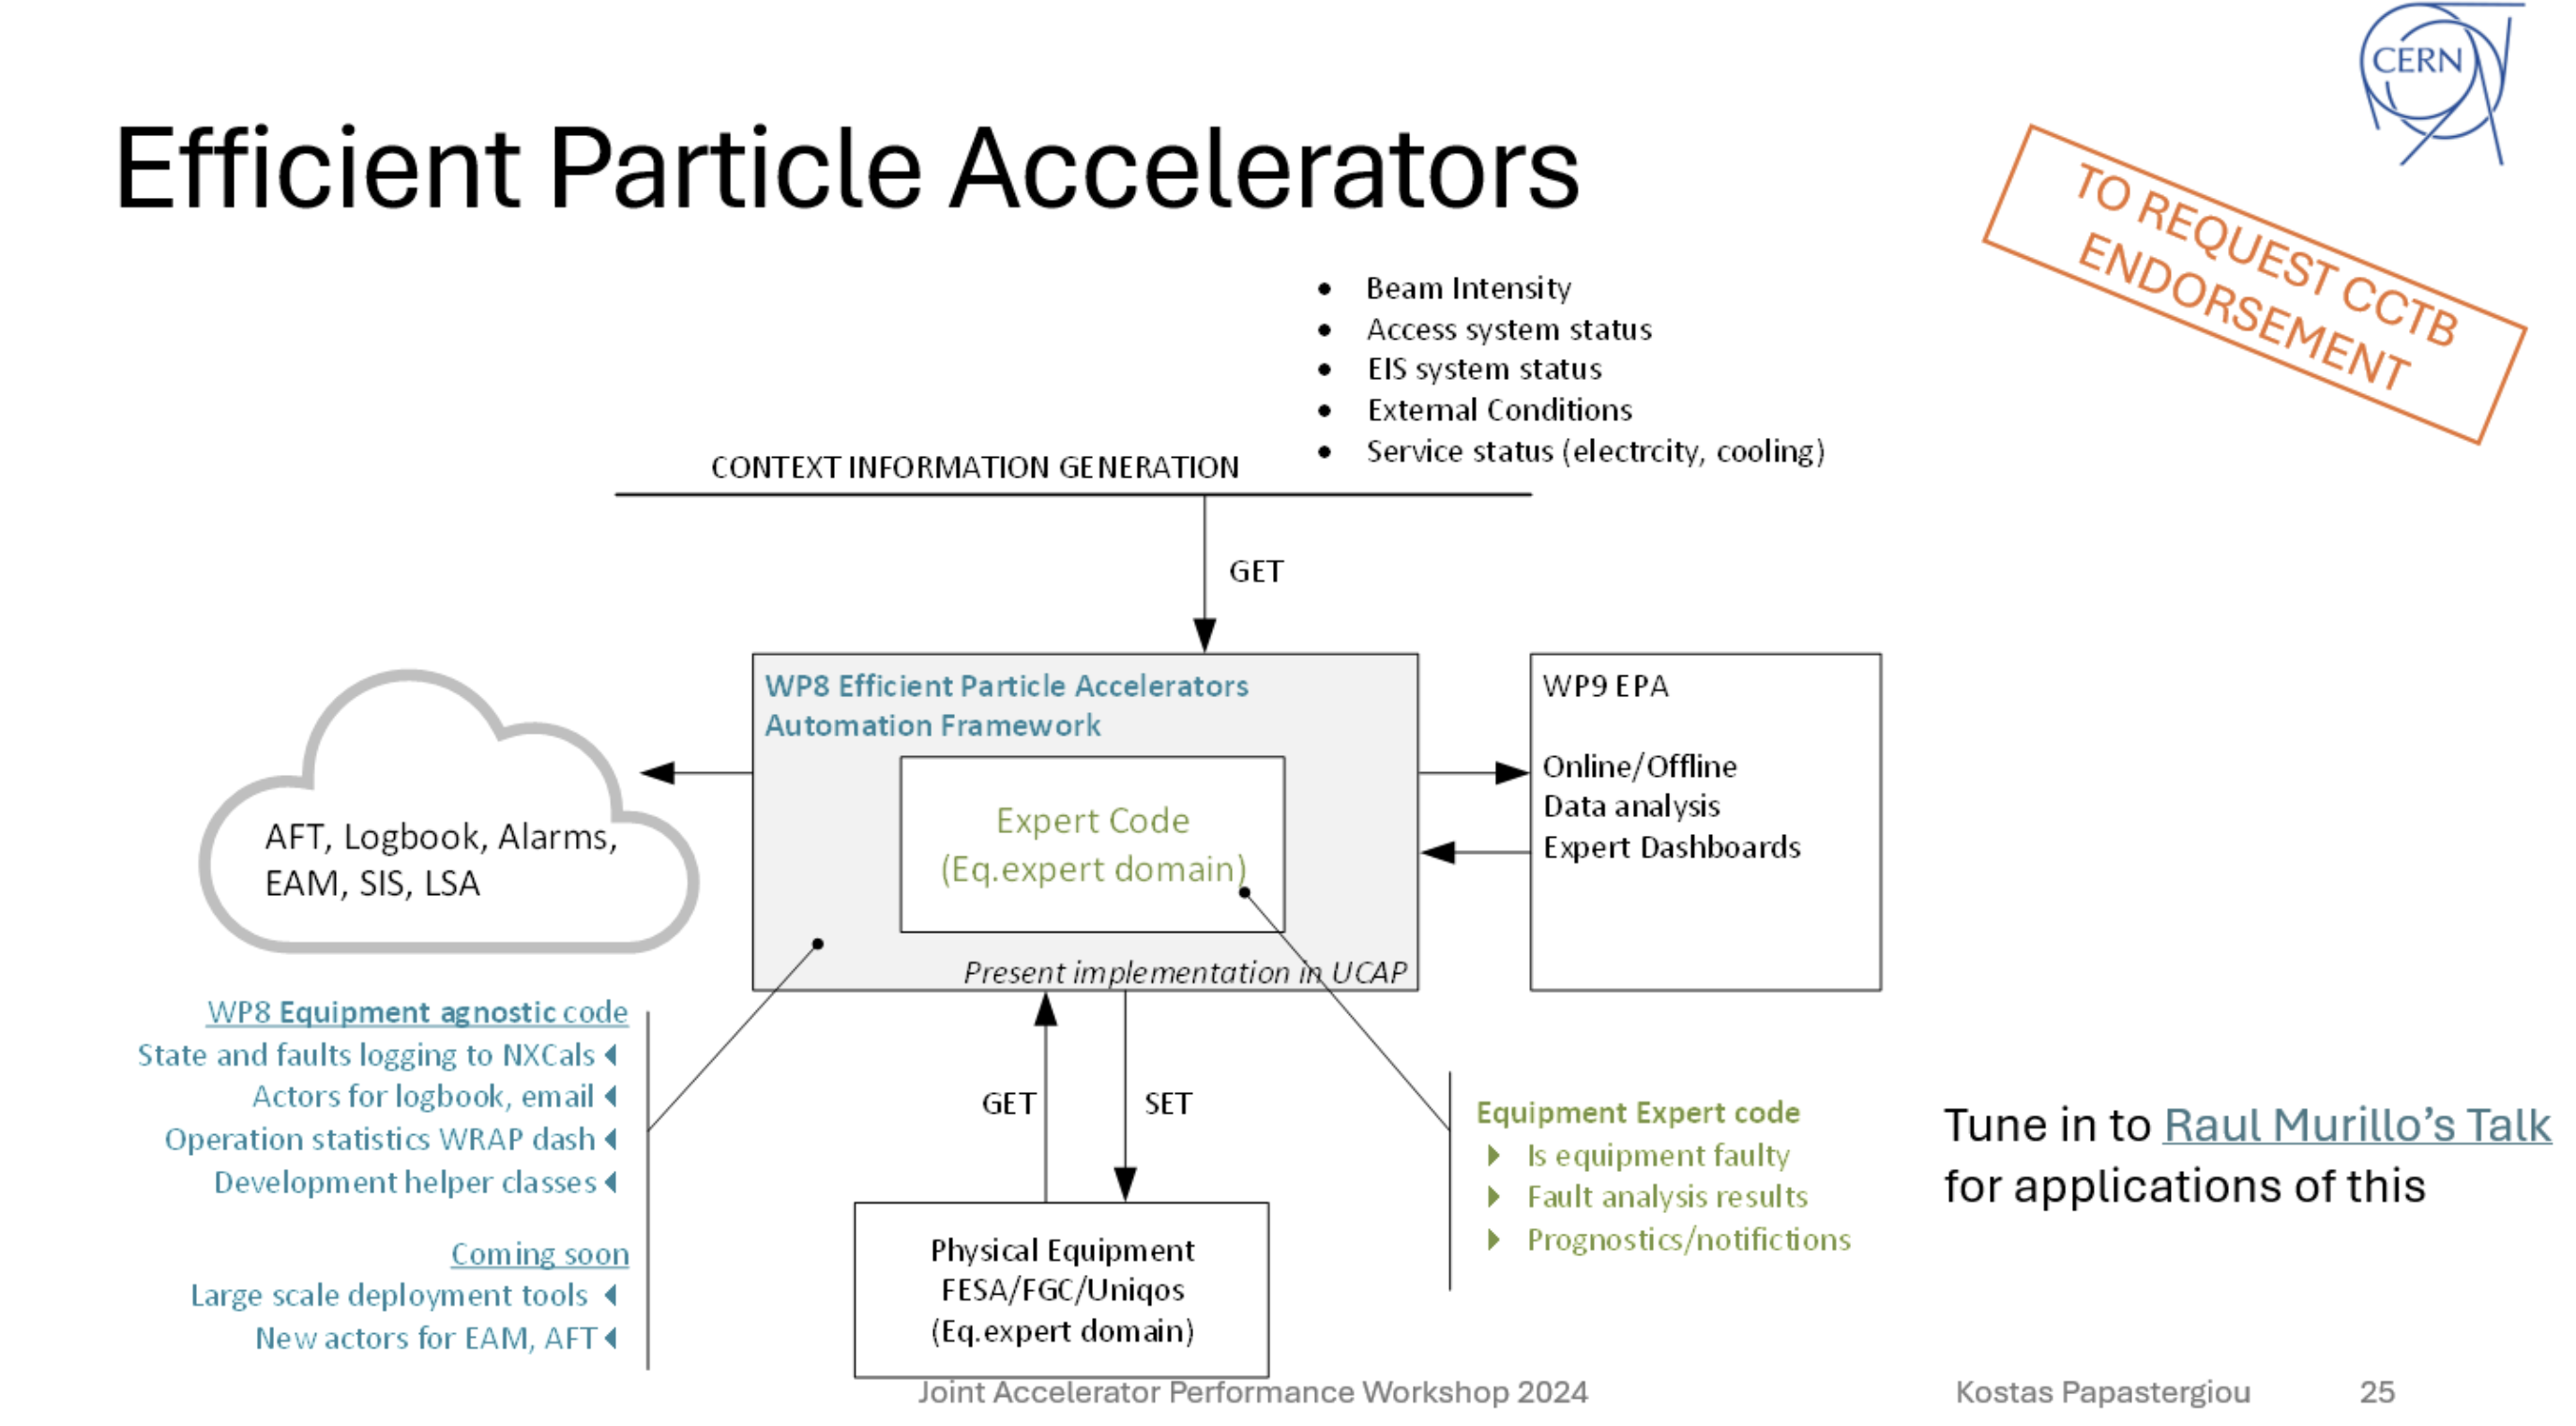 CERN
Efficient Particle Accelerators
TO REQUEST CCTB
ENDORSEMENT
• Beam Intensity
• Access system status
• EIS system status
• External Conditions
• Service status (electrcity, cooling)
CONTEXT INFORMATION GENERATION
GET
WP8 Efficient Particle Accelerators
Automation Framework
Expert Code
(Eq.expert domain)
Present implementation in UCAP
WP9 EPA
Online/Offline
Data analysis
Expert Dashboards
AFT, Logbook, Alarms,
EAM, SIS, LSA
WP8 Equipment agnostic code
State and faults logging to NXCals
Actors for logbook, email
Operation statistics WRAP dash
Development helper classes
Coming soon
Large scale deployment tools
New actors for EAM, AFT
GET
SET
Physical Equipment
FESA/FGC/Uniqos
(Eq.expert domain)
Equipment Expert code
Is equipment faulty
Fault analysis results
Prognostics/notifictions
Tune in to Raul Murillo’s Talk
for applications of this
Joint Accelerator Performance Workshop 2024
Kostas Papastergiou
25